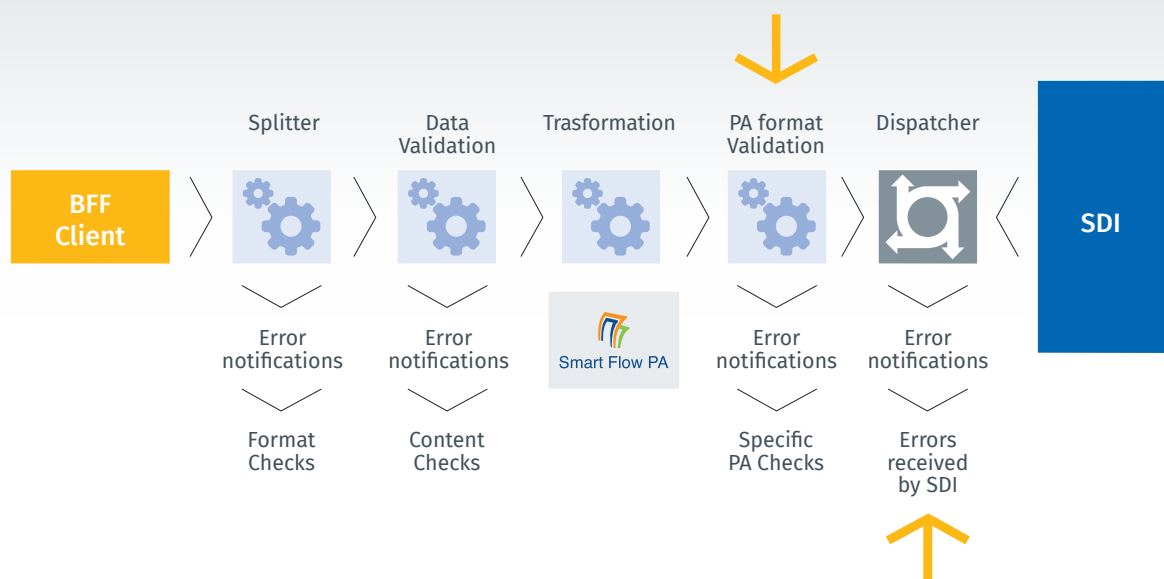 Splitter
Data
Validation
Trasformation
PA format
Validation
Dispatcher
BFF
Client
SDI
Error
notifications
Error
notifications
Smart Flow PA
Error
notifications
Error
notifications
Format
Checks
Content
Checks
Specific
PA Checks
Errors
received
by SDI